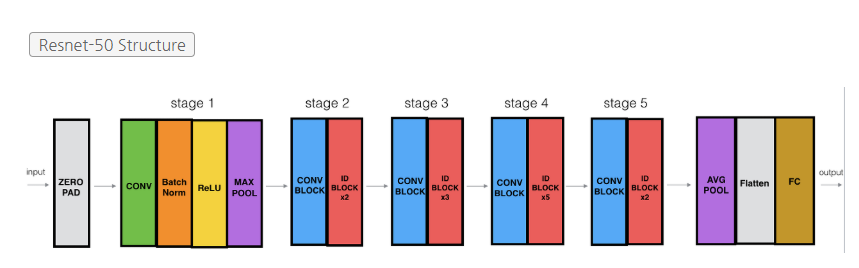 Resnet-50 Structure
stage 1
stage 2
stage 3
stage 4
stage 5
input
ZERO
PAD
CONV
Batch
Norm
ReLU
MAX
POOL
CONV
BLOCK
ID
BLOCK
x2
CONV
BLOCK
ID
BLOCK
x3
CONV
BLOCK
ID
BLOCK
x5
CONV
BLOCK
ID
BLOCK
x2
AVG
POOL
Flatten
FC
output